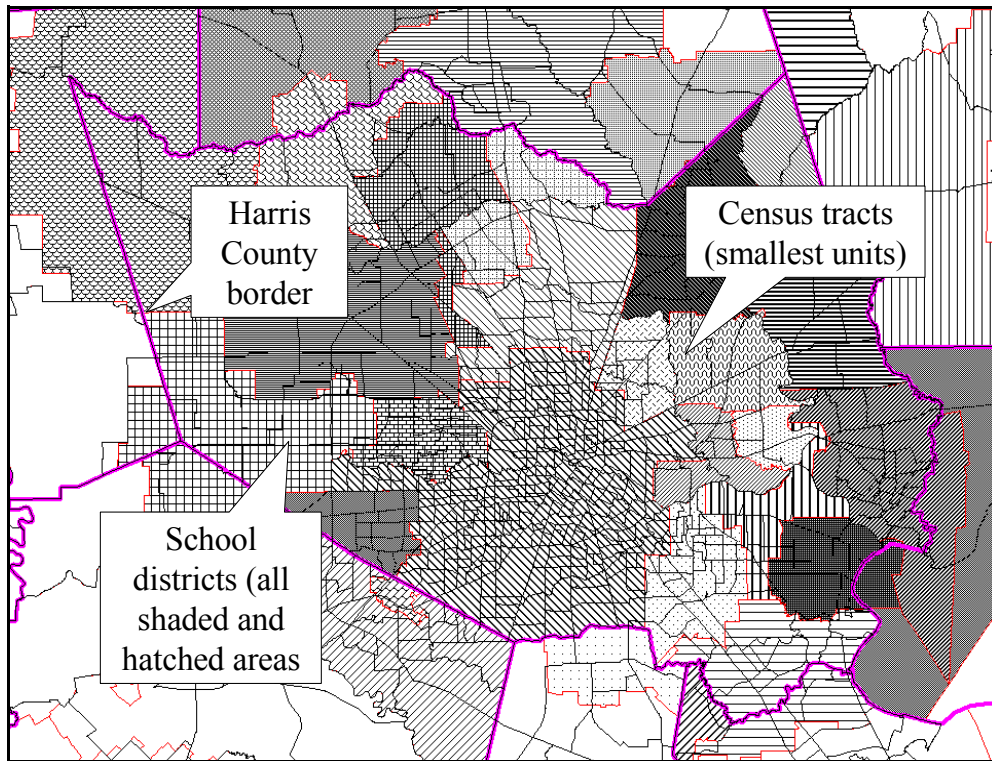 Harris
County
border
Census tracts
(smallest units)
School
districts (all
shaded and
hatched areas